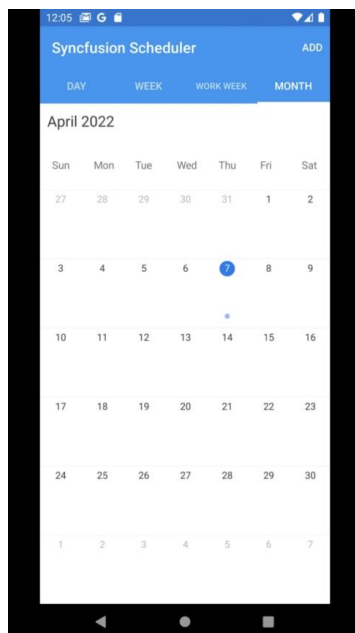 12:05 G
Syncfusion Scheduler ADD
DAY WEEK WORK WEEK MONTH
April 2022
Sun Mon Tue Wed Thu Fri Sat
27 28 29 30 31 1 2
3 4 5 6 7 8 9
10 11 12 13 14 15 16
17 18 19 20 21 22 23
24 25 26 27 28 29 30
1 2 3 4 5 6 7